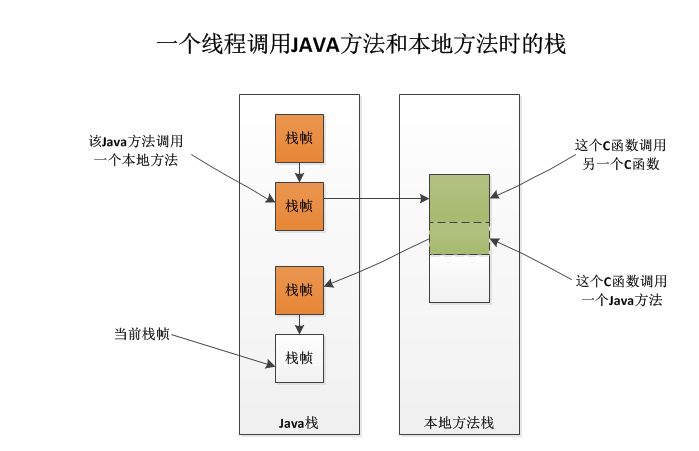 一个线程调用JAVA方法和本地方法时的栈
该Java方法调用
一个本地方法
栈帧
栈帧
栈帧
栈帧
当前栈帧
Java栈
这个C函数调用
另一个C函数
这个C函数调用
一个Java方法
本地方法栈